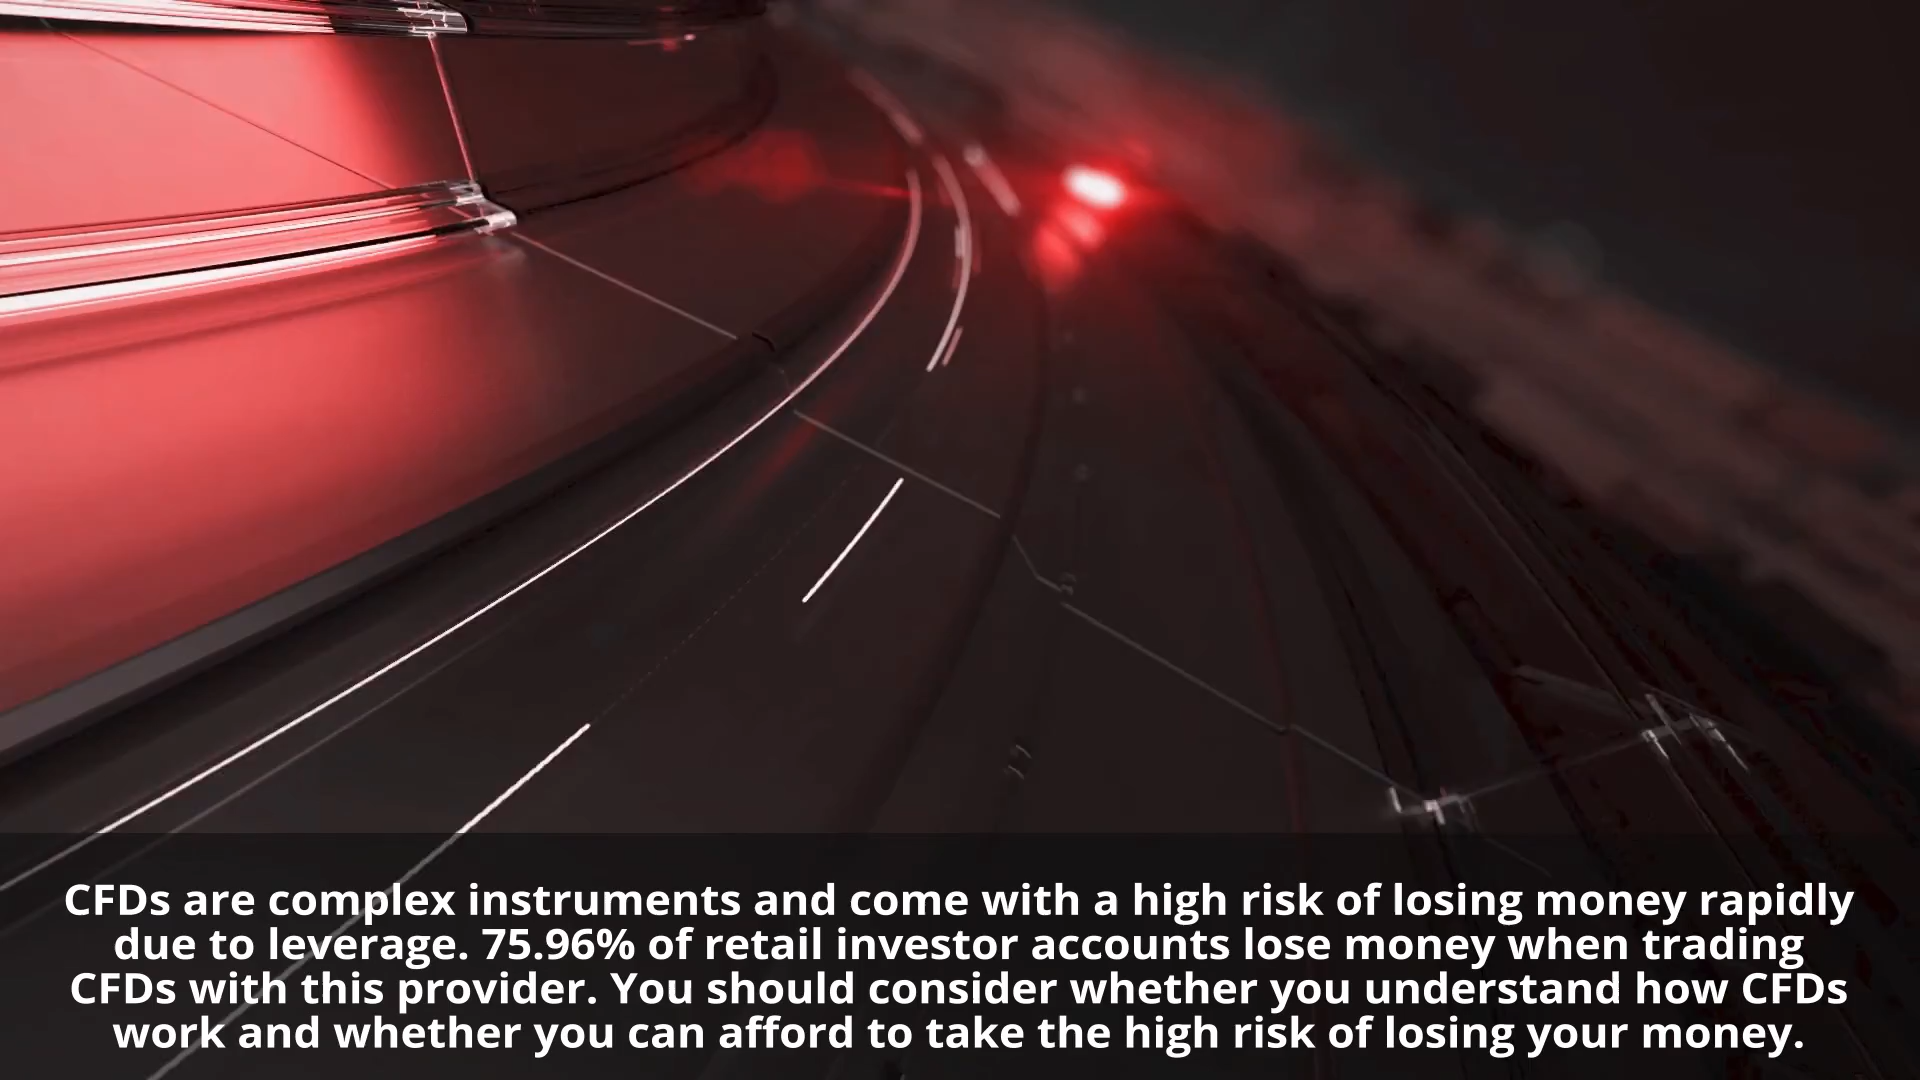 CFDs are complex instruments and come with a high risk of losing money rapidly
due to leverage. 75.96% of retail investor accounts lose money when trading
CFDs with this provider. You should consider whether you understand how CFDs
work and whether you can afford to take the high risk of losing your money.